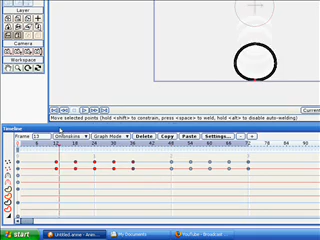 Layer
Camera
Workspace
Current
Move selected points (hold <shift> to constrain, press <space> to weld, hold <alt> to disable auto-welding)
Timeline
Frame 13 Onionskins Graph Mode Delete Copy Paste Settings... - +
0 6 12 18 24 30 36 42 48 54 60 66 72 78 84 90
start Untitled.anme - Anim... My Documents YouTube - Broadcast ...